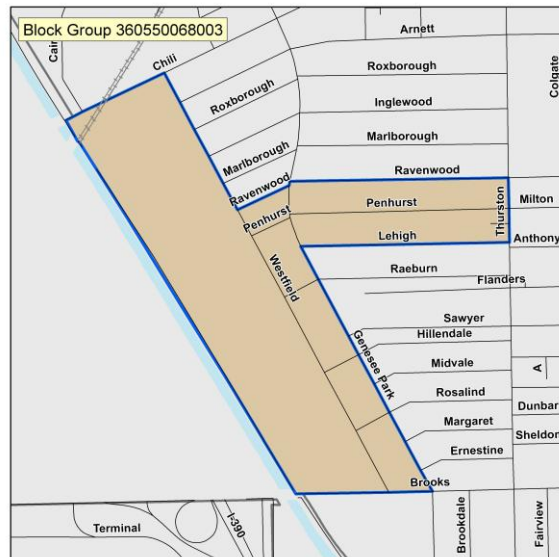 Block Group 360550068003
Arnett
Chili
Roxborough
Colgate
Roxborough
Inglewood
Marlborough
Marlborough
Ravenwood
Ravenwood
Penhurst
Thurston
Milton
Penhurst
Lehigh
Anthony
Raeburn
Westfield
Flanders
Sawyer
Hillendale
Genesee Park
Midvale
A
Rosalind
Dunbar
Margaret
Sheldon
Ernestine
Brooks
Terminal
I-390
Brookdale
Fairview